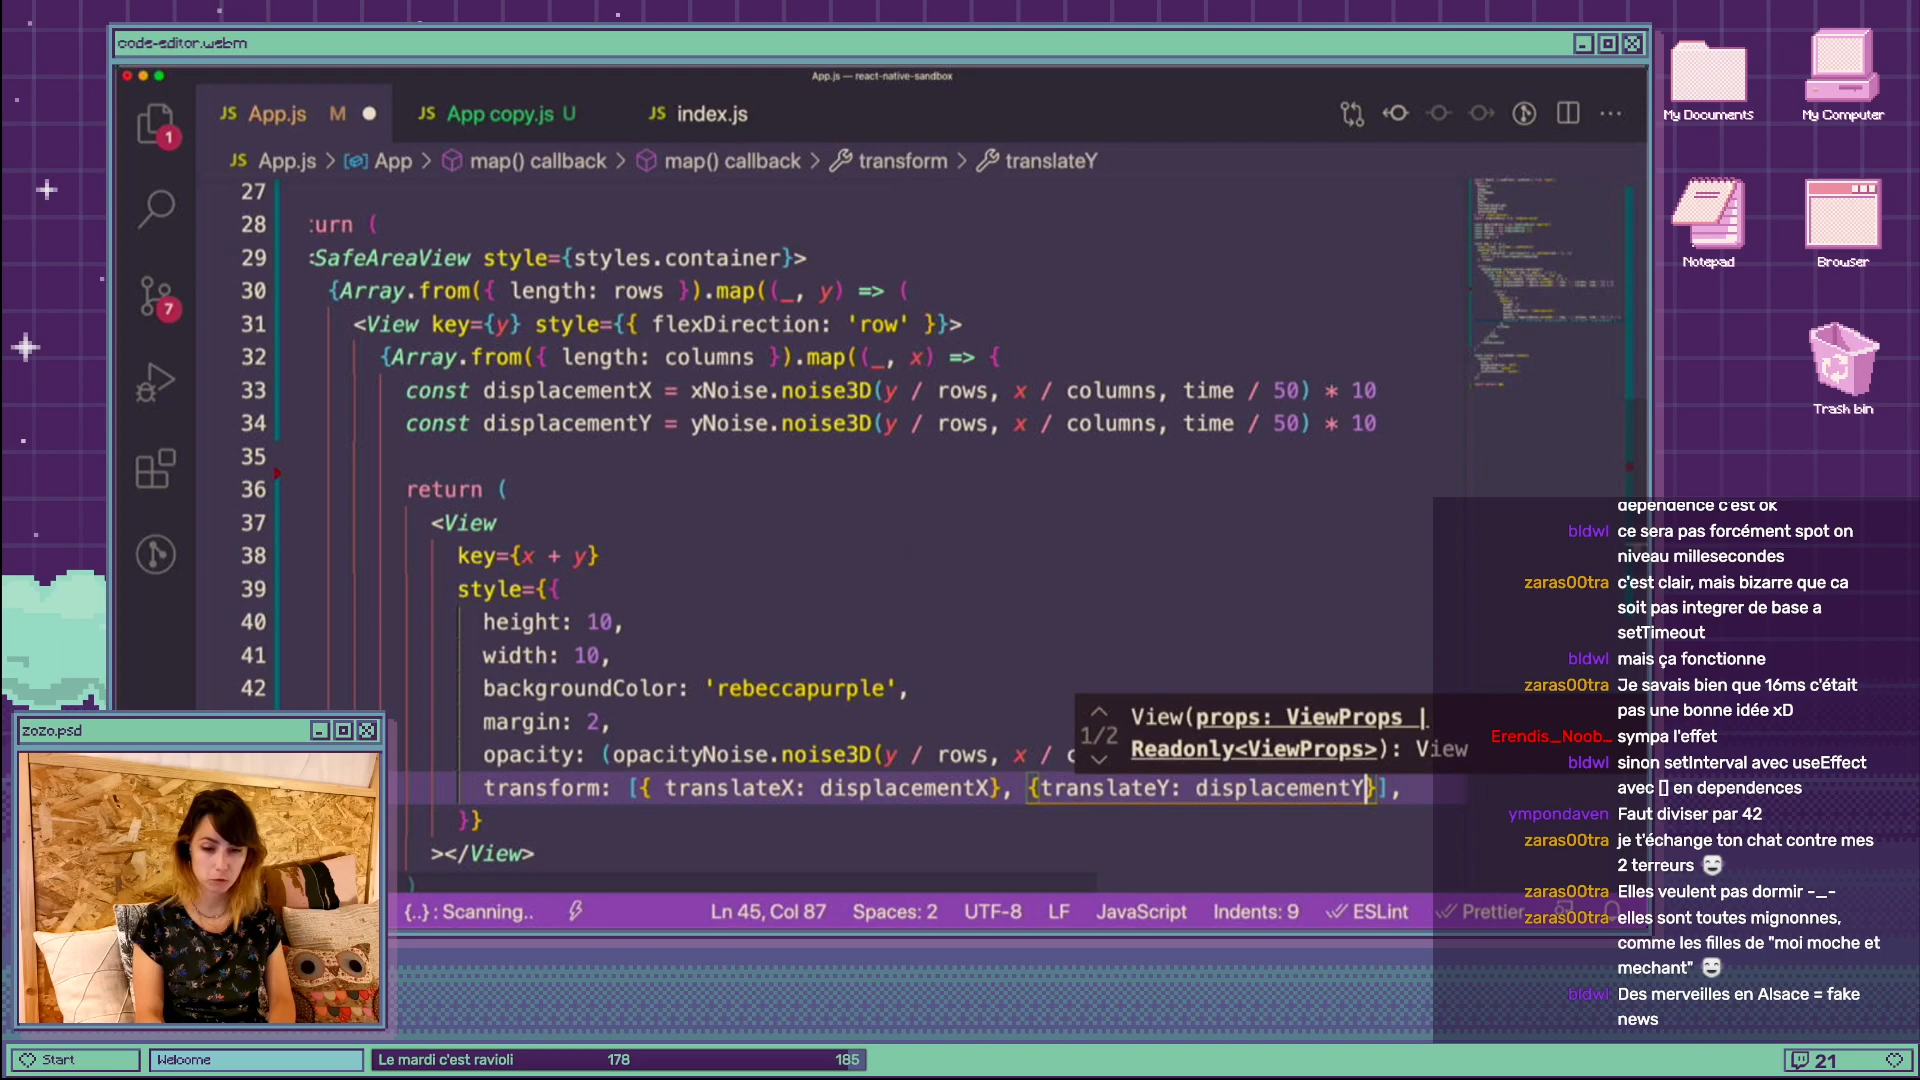 code-editor.webm
App.js — react-native-sandbox
JS App.js M
JS App copy.js U
JS index.js
JS App.js > App > map() callback > map() callback > transform > translateY
1
7
27
28 urn (
29 <SafeAreaView style={styles.container}>
30 {Array.from({ length: rows }).map((_, y) => (
31 <View key={y} style={{ flexDirection: 'row' }}>
32 {Array.from({ length: columns }).map((_, x) => {
33 const displacementX = xNoise.noise3D(y / rows, x / columns, time / 50) * 10
34 const displacementY = yNoise.noise3D(y / rows, x / columns, time / 50) * 10
35
36 return (
37 <View
38 key={x + y}
39 style={{
40 height: 10,
41 width: 10,
42 backgroundColor: 'rebeccapurple',
margin: 2,
opacity: (opacityNoise.noise3D(y / rows, x / c
transform: [{ translateX: displacementX}, {translateY: displacementY}],
}}
></View>
)
View(props: ViewProps |
1/2
Readonly<ViewProps>): View
{..} : Scanning..
Ln 45, Col 87
Spaces: 2
UTF-8
LF
JavaScript
Indents: 9
ESLint
Prettier
My Documents
My Computer
Notepad
Browser
Trash bin
dépendence c'est ok
bldwl ce sera pas forcément spot on
niveau millesecondes
zaras00tra c'est clair, mais bizarre que ca
soit pas integrer de base a
setTimeout
bldwl mais ça fonctionne
zaras00tra Je savais bien que 16ms c'était
pas une bonne idée xD
Erendis_Noob_ sympa l'effet
bldwl sinon setInterval avec useEffect
avec [] en dependences
ympondaven Faut diviser par 42
zaras00tra je t'échange ton chat contre mes
2 terreurs
zaras00tra Elles veulent pas dormir -_-
zaras00tra elles sont toutes mignonnes,
comme les filles de "moi moche et
mechant"
bldwl Des merveilles en Alsace = fake
news
zozo.psd
Start
Welcome
Le mardi c'est ravioli 178 185
21